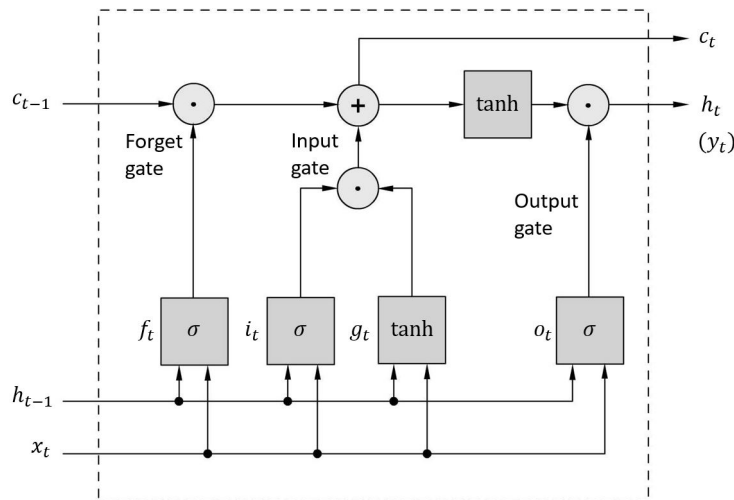 c_t
c_{t−1}
tanh
h_t
(y_t)
+
Forget
gate
Input
gate
Output
gate
f_t
σ
i_t
σ
g_t
tanh
o_t
σ
h_{t−1}
x_t